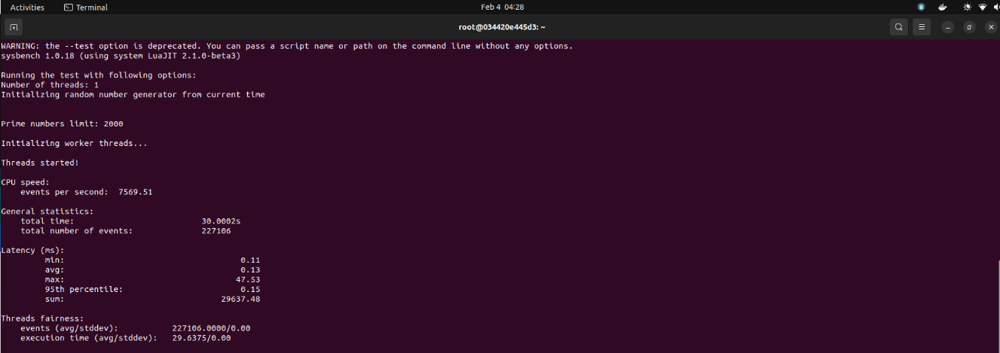 Activities Terminal Feb 4 04:28
root@034420e445d3: ~
WARNING: the --test option is deprecated. You can pass a script name or path on the command line without any options.
sysbench 1.0.18 (using system LuaJIT 2.1.0-beta3)
Running the test with following options:
Number of threads: 1
Initializing random number generator from current time
Prime numbers limit: 2000
Initializing worker threads...
Threads started!
CPU speed:
events per second: 7569.51
General statistics:
total time: 30.0002s
total number of events: 227106
Latency (ms):
min: 0.11
avg: 0.13
max: 47.53
95th percentile: 0.15
sum: 29637.48
Threads fairness:
events (avg/stddev): 227106.0000/0.00
execution time (avg/stddev): 29.6375/0.00